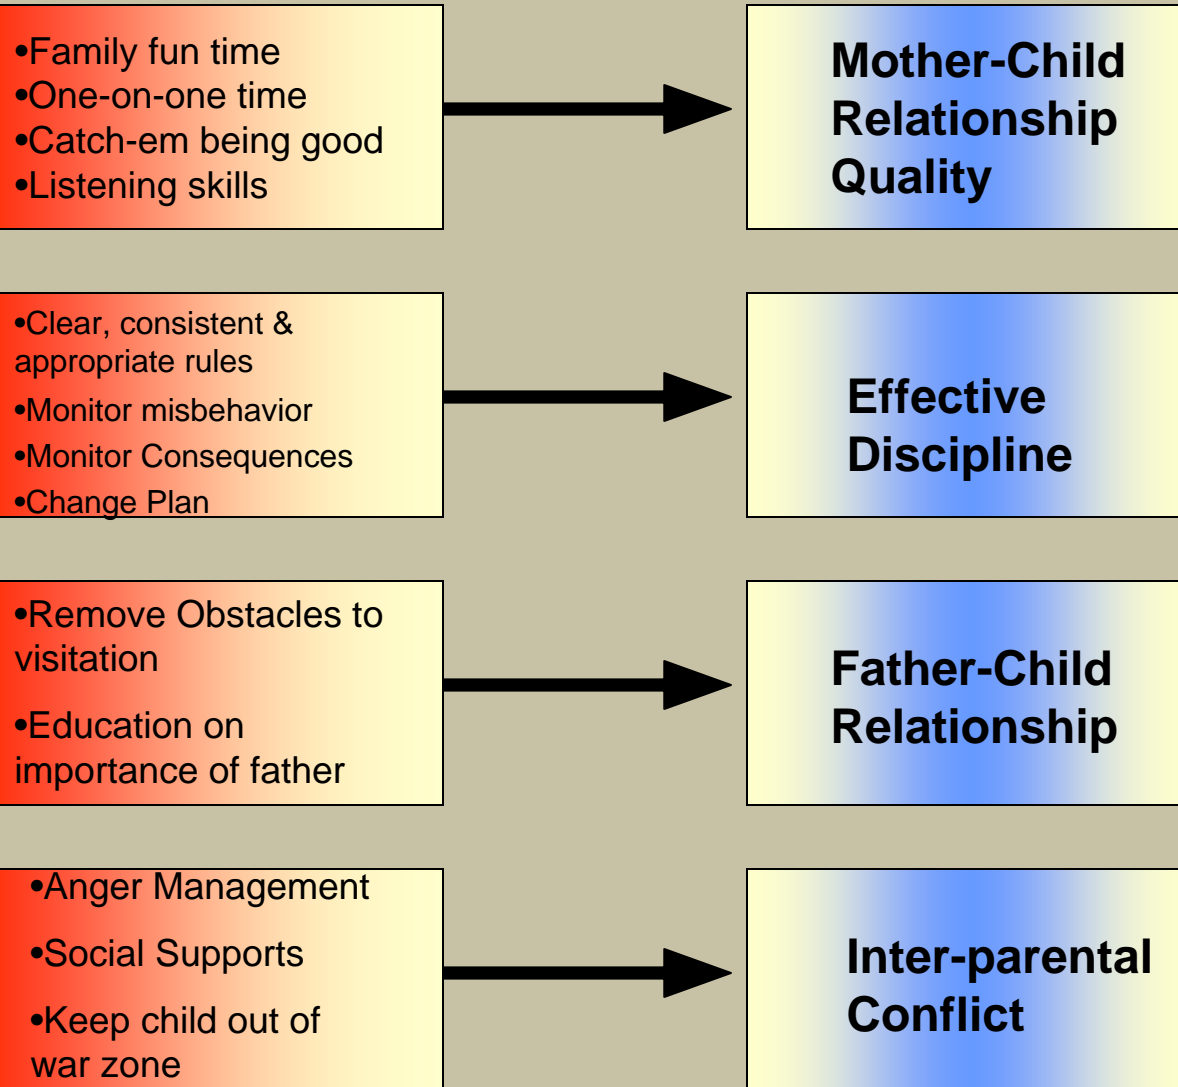 •Family fun time
•One-on-one time
•Catch-em being good
•Listening skills
Mother-Child
Relationship
Quality
•Clear, consistent &
appropriate rules
•Monitor misbehavior
•Monitor Consequences
•Change Plan
Effective
Discipline
•Remove Obstacles to
visitation
•Education on
importance of father
Father-Child
Relationship
•Anger Management
•Social Supports
•Keep child out of
war zone
Inter-parental
Conflict